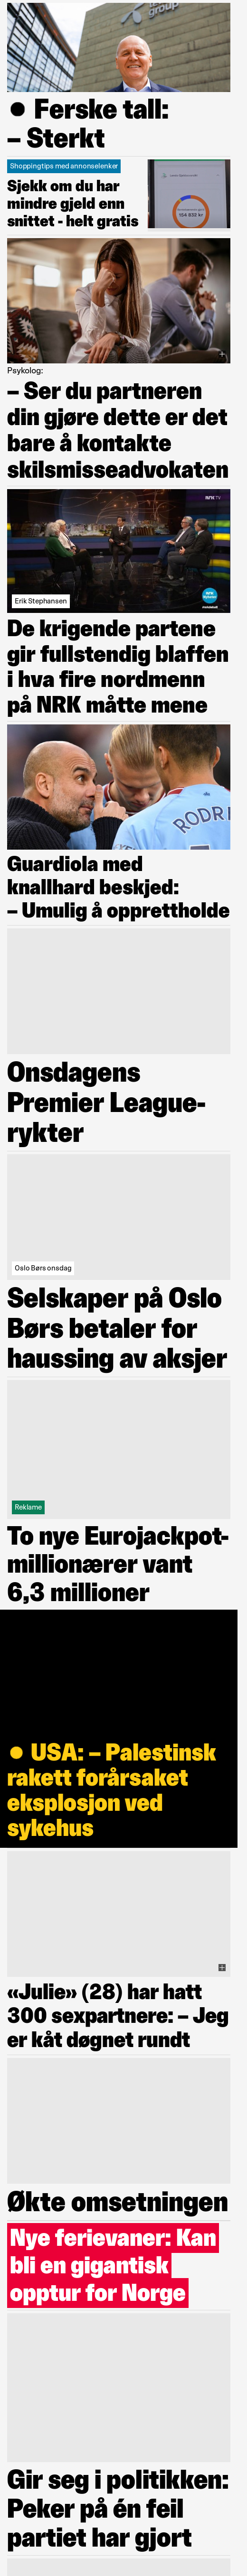 group
Ferske tall:
– Sterkt
Shoppingtips med annonselenker
Sjekk om du har
mindre gjeld enn
snittet - helt gratis
104 632 kr
Psykolog:
– Ser du partneren
din gjøre dette er det
bare å kontakte
skilsmisseadvokaten
NRK TV
Erik Stephansen
De krigende partene
gir fullstendig blaffen
i hva fire nordmenn
på NRK måtte mene
RODRI
Guardiola med
knallhard beskjed:
– Umulig å opprettholde
Onsdagens
Premier League-
rykter
Oslo Børs onsdag
Selskaper på Oslo
Børs betaler for
haussing av aksjer
Reklame
To nye Eurojackpot-
millionærer vant
6,3 millioner
USA: – Palestinsk
rakett forårsaket
eksplosjon ved
sykehus
«Julie» (28) har hatt
300 sexpartnere: – Jeg
er kåt døgnet rundt
Økte omsetningen
Nye ferievaner: Kan
bli en gigantisk
opptur for Norge
Gir seg i politikken:
Peker på én feil
partiet har gjort